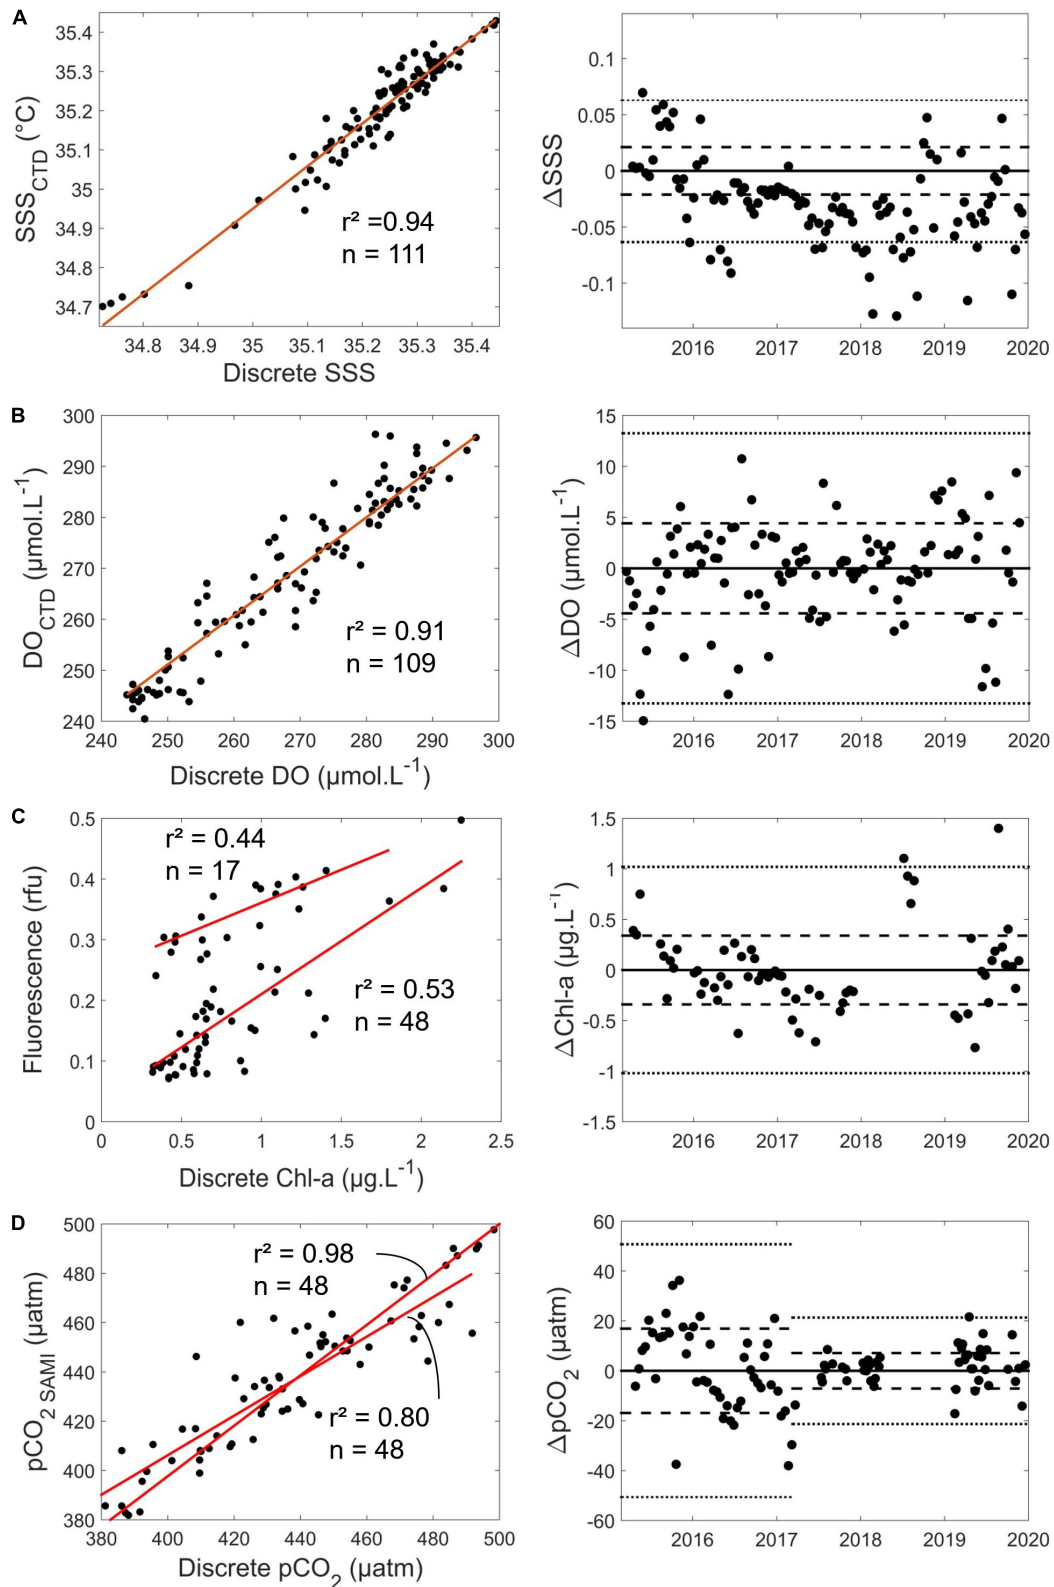 A
35.4
35.3
35.2
35.1
35
34.9
34.8
34.7
SSS_CTD (°C)
r² =0.94
n = 111
34.8 34.9 35 35.1 35.2 35.3 35.4
Discrete SSS
0.1
0.05
0
-0.05
-0.1
ΔSSS
2016 2017 2018 2019 2020
B
300
290
280
270
260
250
240
DO_CTD (µmol.L⁻¹)
r² = 0.91
n = 109
240 250 260 270 280 290 300
Discrete DO (µmol.L⁻¹)
15
10
5
0
-5
-10
-15
ΔDO (µmol.L⁻¹)
2016 2017 2018 2019 2020
C
0.5
0.4
0.3
0.2
0.1
0
Fluorescence (rfu)
r² = 0.44
n = 17
r² = 0.53
n = 48
0 0.5 1 1.5 2 2.5
Discrete Chl-a (µg.L⁻¹)
1.5
1
0.5
0
-0.5
-1
-1.5
ΔChl-a (µg.L⁻¹)
2016 2017 2018 2019 2020
D
500
480
460
440
420
400
380
pCO₂ SAMI (µatm)
r² = 0.98
n = 48
r² = 0.80
n = 48
380 400 420 440 460 480 500
Discrete pCO₂ (µatm)
60
40
20
0
-20
-40
-60
ΔpCO₂ (µatm)
2016 2017 2018 2019 2020